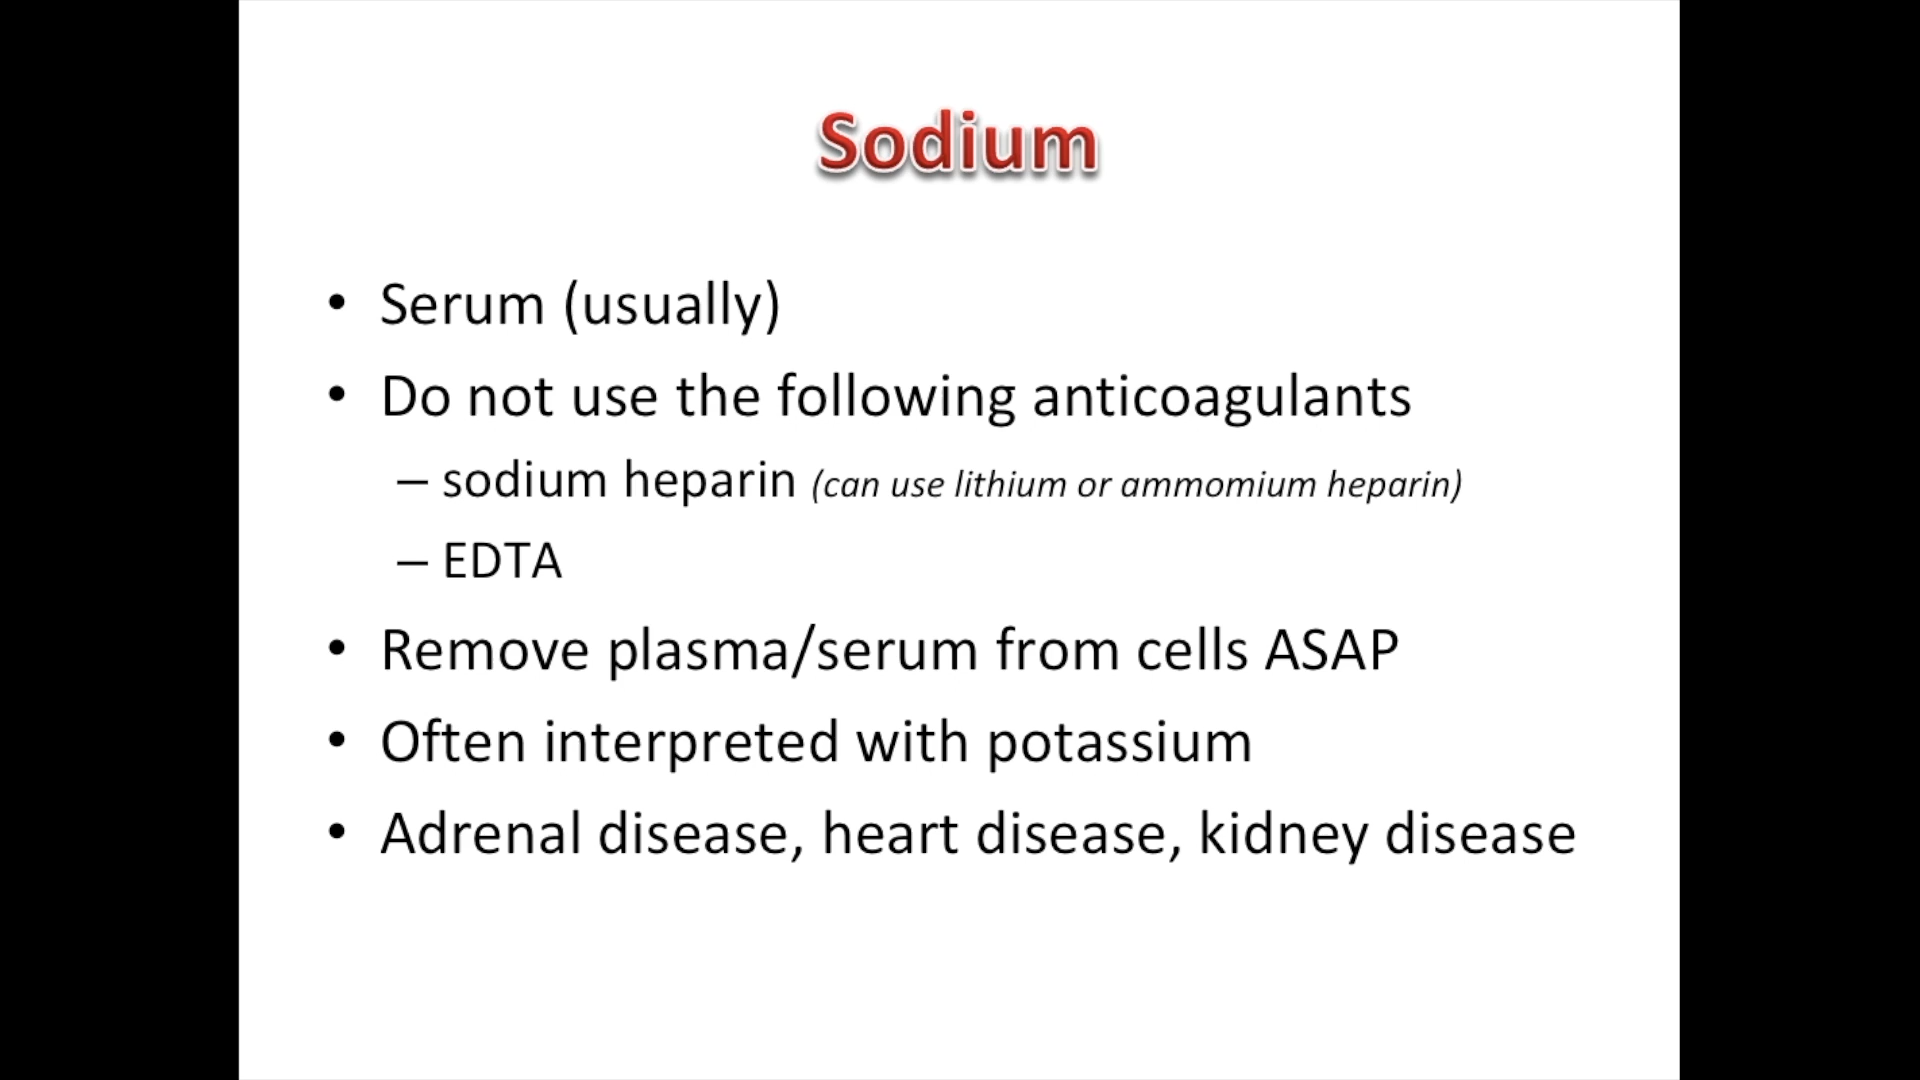 Sodium
• Serum (usually)
• Do not use the following anticoagulants
– sodium heparin (can use lithium or ammomium heparin)
– EDTA
• Remove plasma/serum from cells ASAP
• Often interpreted with potassium
• Adrenal disease, heart disease, kidney disease